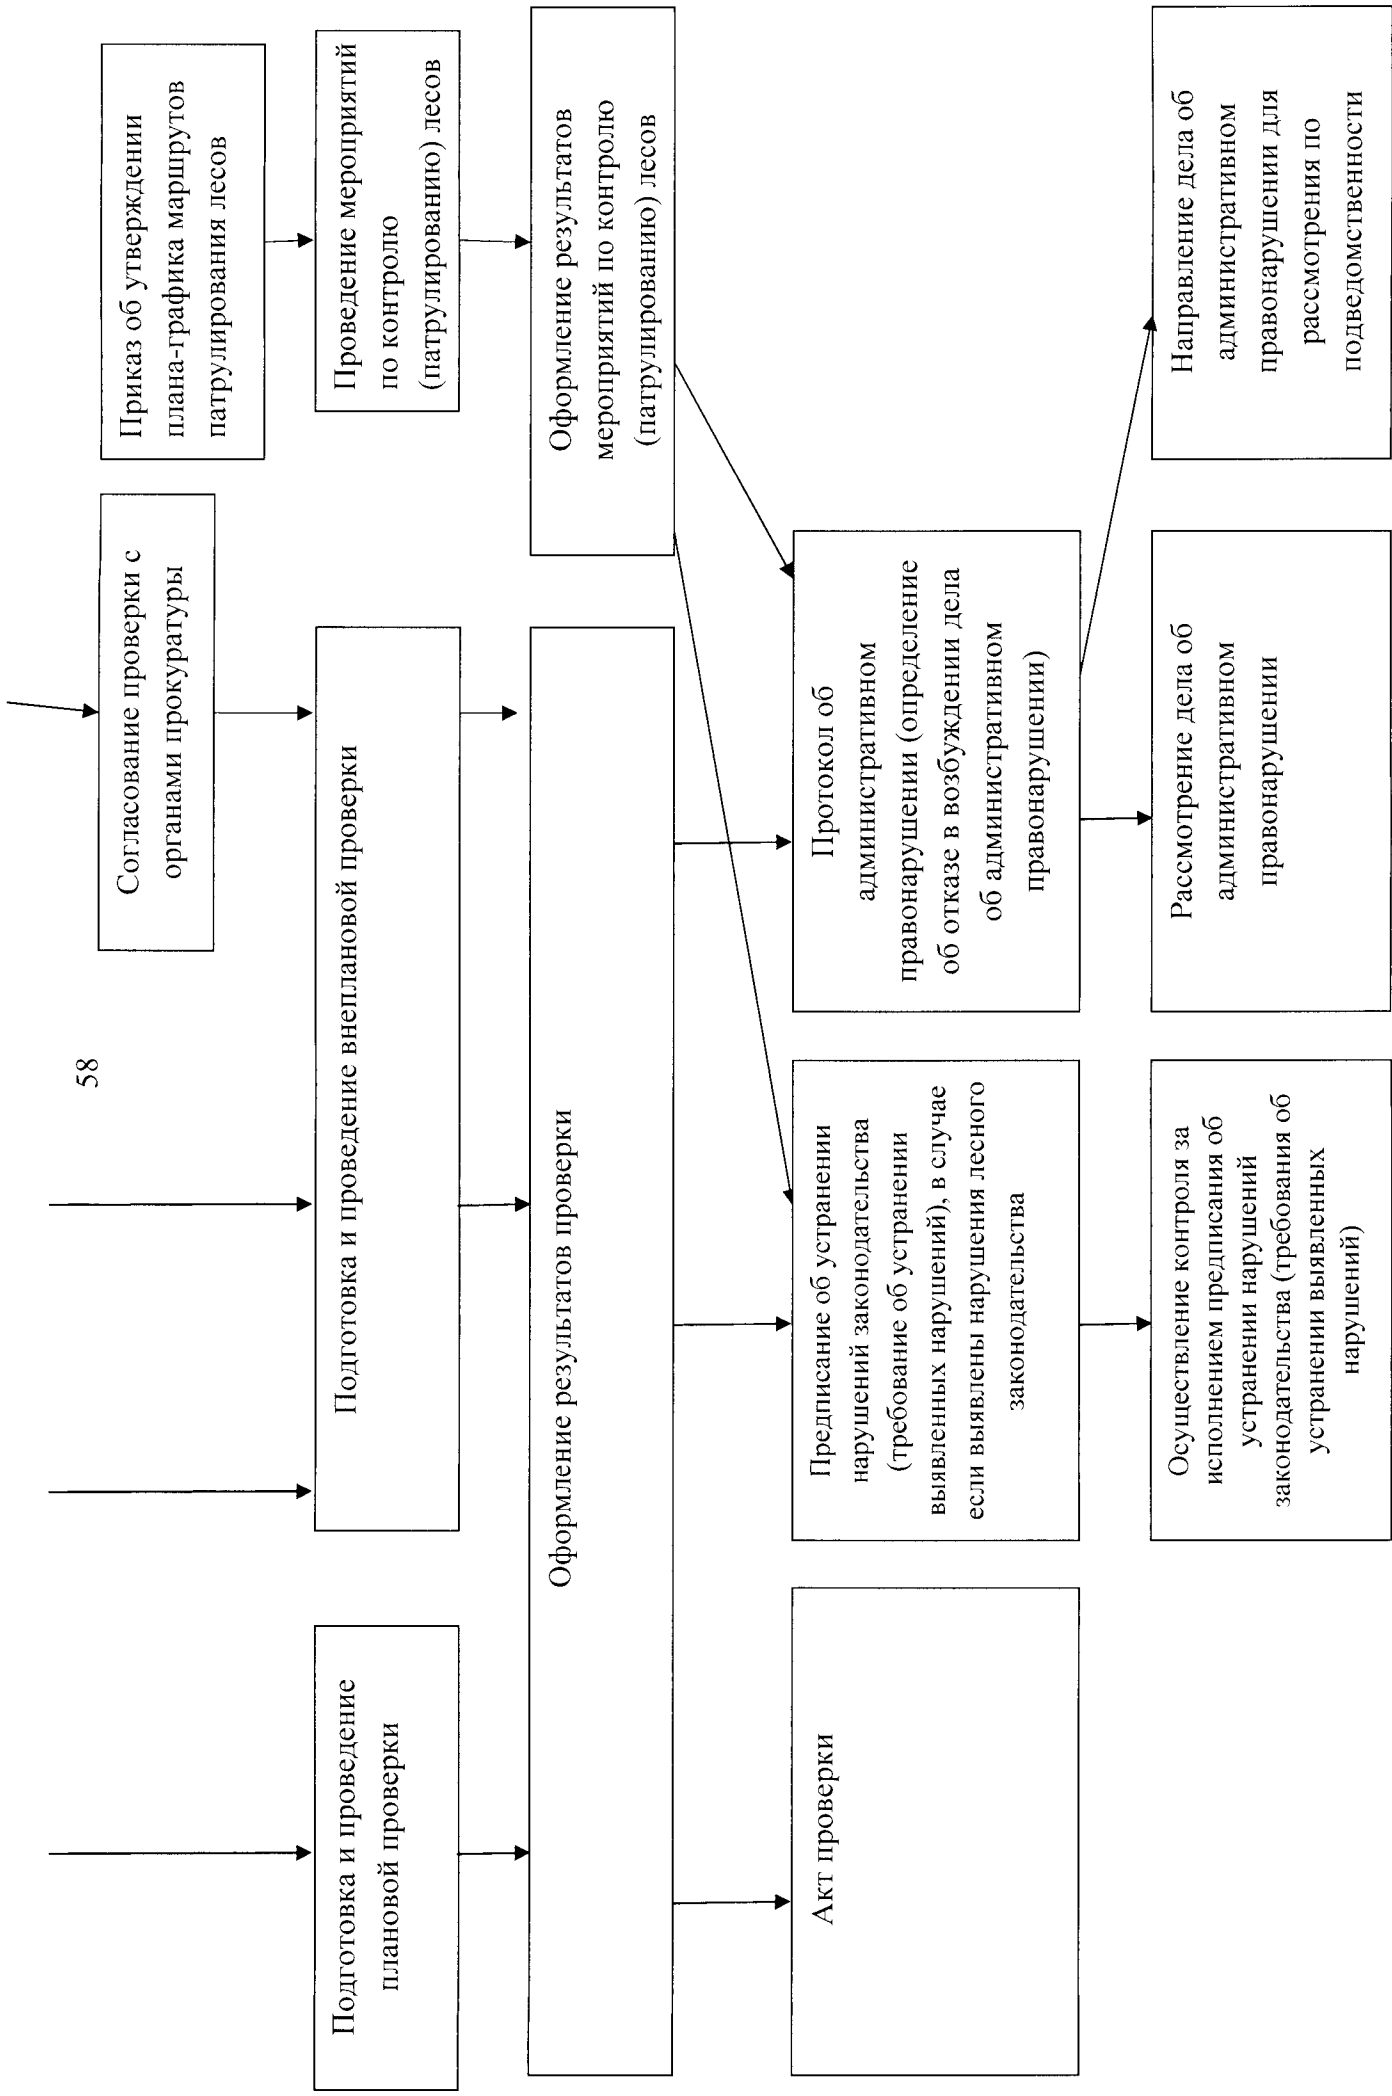 58
Согласование проверки с
органами прокуратуры
Приказ об утверждении
плана-графика маршрутов
патрулирования лесов
Подготовка и проведение
плановой проверки
Подготовка и проведение внеплановой проверки
Проведение мероприятий
по контролю
(патрулированию) лесов
Оформление результатов проверки
Оформление результатов
мероприятий по контролю
(патрулированию) лесов
Акт проверки
Предписание об устранении
нарушений законодательства
(требование об устранении
выявленных нарушений), в случае
если выявлены нарушения лесного
законодательства
Протокол об
административном
правонарушении (определение
об отказе в возбуждении дела
об административном
правонарушении)
Осуществление контроля за
исполнением предписания об
устранении нарушений
законодательства (требования об
устранении выявленных
нарушений)
Рассмотрение дела об
административном
правонарушении
Направление дела об
административном
правонарушении для
рассмотрения по
подведомственности